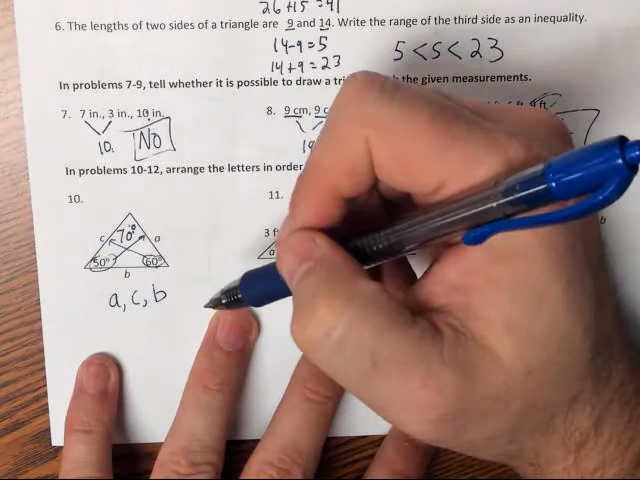 26+15 = 41
6. The lengths of two sides of a triangle are 9 and 14. Write the range of the third side as an inequality.
14-9=5
14+9=23
5<s<23
In problems 7-9, tell whether it is possible to draw a tri the given measurements.
7. 7 in., 3 in., 10 in.
10
No
8. 9 cm, 9 c
In problems 10-12, arrange the letters in order
10.
c
70°
a
50°
60°
b
a, c, b
11.
3 f
a
b